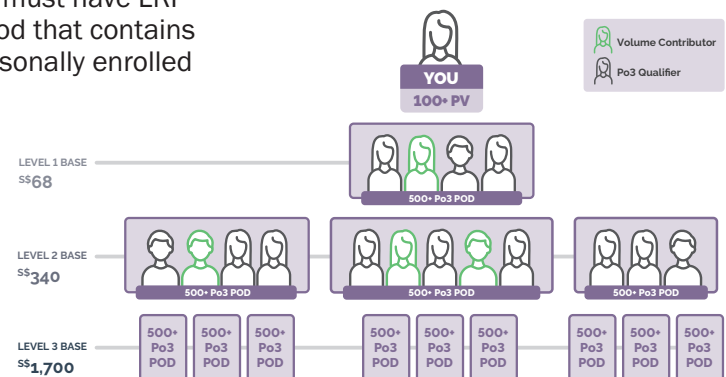 must have LRP
od that contains
sonally enrolled
Volume Contributor
Po3 Qualifier
YOU
100+ PV
LEVEL 1 BASE
S$68
500+ Po3 POD
LEVEL 2 BASE
S$340
500+ Po3 POD
500+ Po3 POD
500+ Po3 POD
LEVEL 3 BASE
S$1,700
500+
Po3
POD
500+
Po3
POD
500+
Po3
POD
500+
Po3
POD
500+
Po3
POD
500+
Po3
POD
500+
Po3
POD
500+
Po3
POD
500+
Po3
POD